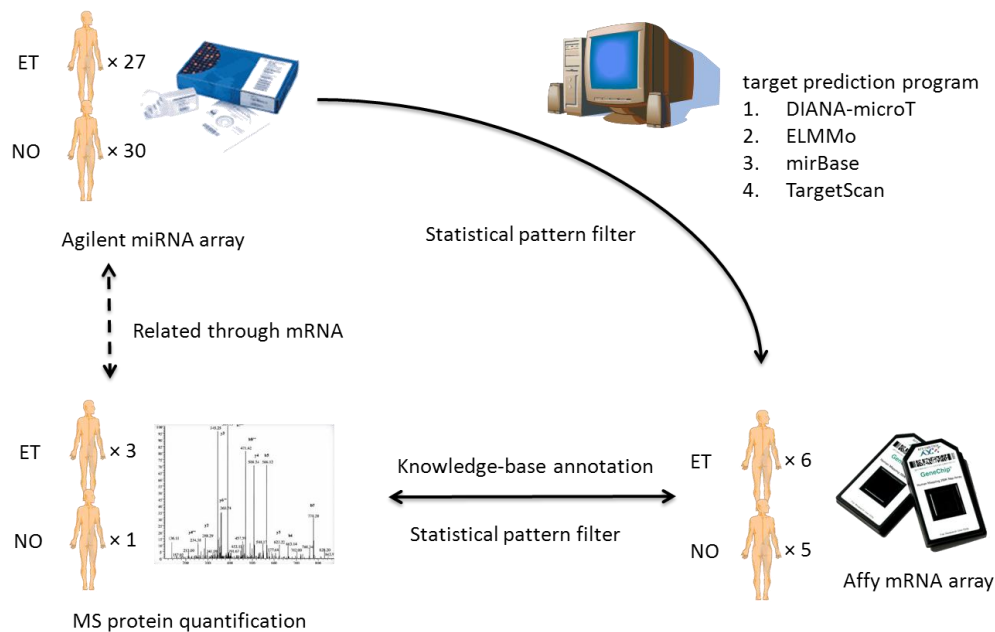 ET
× 27
NO
× 30
Agilent miRNA array
target prediction program
1. DIANA-microT
2. ELMMo
3. mirBase
4. TargetScan
Statistical pattern filter
Related through mRNA
ET
× 3
NO
× 1
MS protein quantification
Knowledge-base annotation
Statistical pattern filter
ET
× 6
NO
× 5
GeneChip
GeneChip
Affy mRNA array